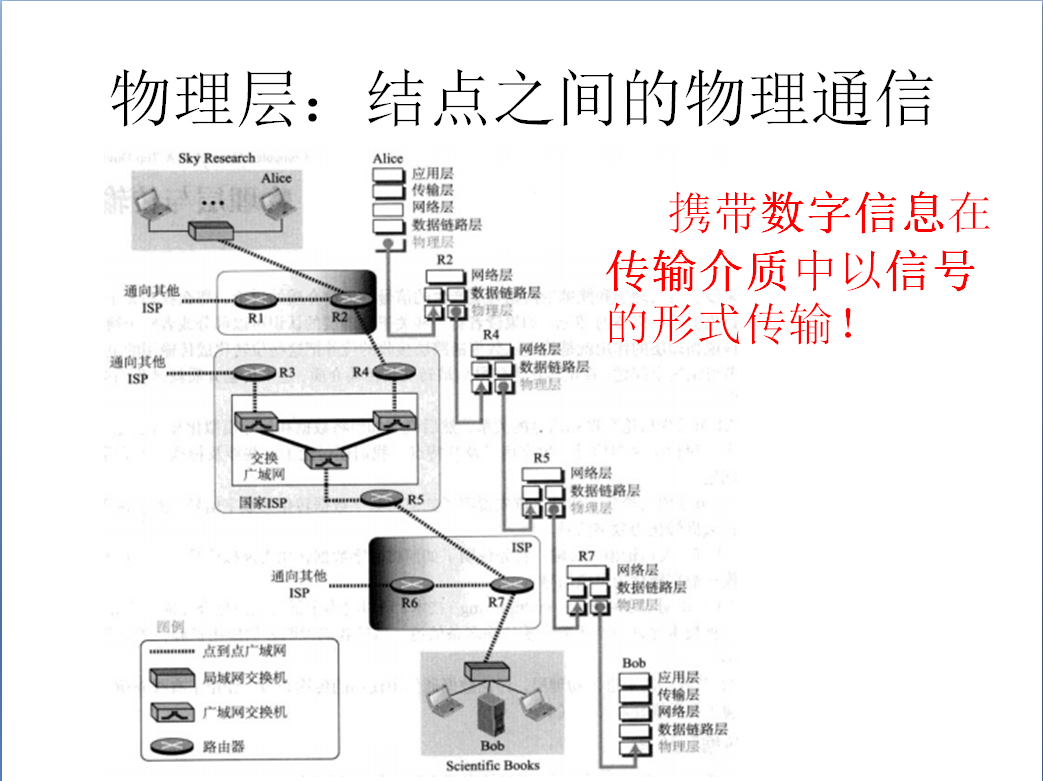 物理层：结点之间的物理通信
携带数字信息在
传输介质中以信号
的形式传输！
Sky Research
Alice
Alice
应用层
传输层
网络层
数据链路层
物理层
通向其他
ISP
R1
R2
R2
网络层
数据链路层
物理层
通向其他
ISP
R3
R4
R4
网络层
数据链路层
物理层
交换
广域网
国家ISP
R5
R5
网络层
数据链路层
物理层
ISP
通向其他
ISP
R6
R7
R7
网络层
数据链路层
物理层
图例
点到点广域网
局域网交换机
广域网交换机
路由器
Bob
Scientific Books
Bob
应用层
传输层
网络层
数据链路层
物理层